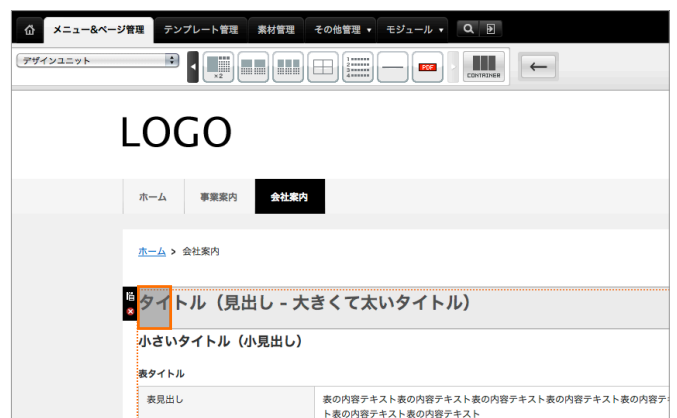 メニュー&ページ管理 テンプレート管理 素材管理 その他管理 ▼ モジュール ▼
デザインユニット ×2 PDF CONTAINER
LOGO
ホーム 事業案内 会社案内
ホーム > 会社案内
タイトル（見出し - 大きくて太いタイトル）
小さいタイトル（小見出し）
表タイトル
表見出し 表の内容テキスト表の内容テキスト表の内容テキスト表の内容テキスト表の内容テキ
ト表の内容テキスト表の内容テキスト